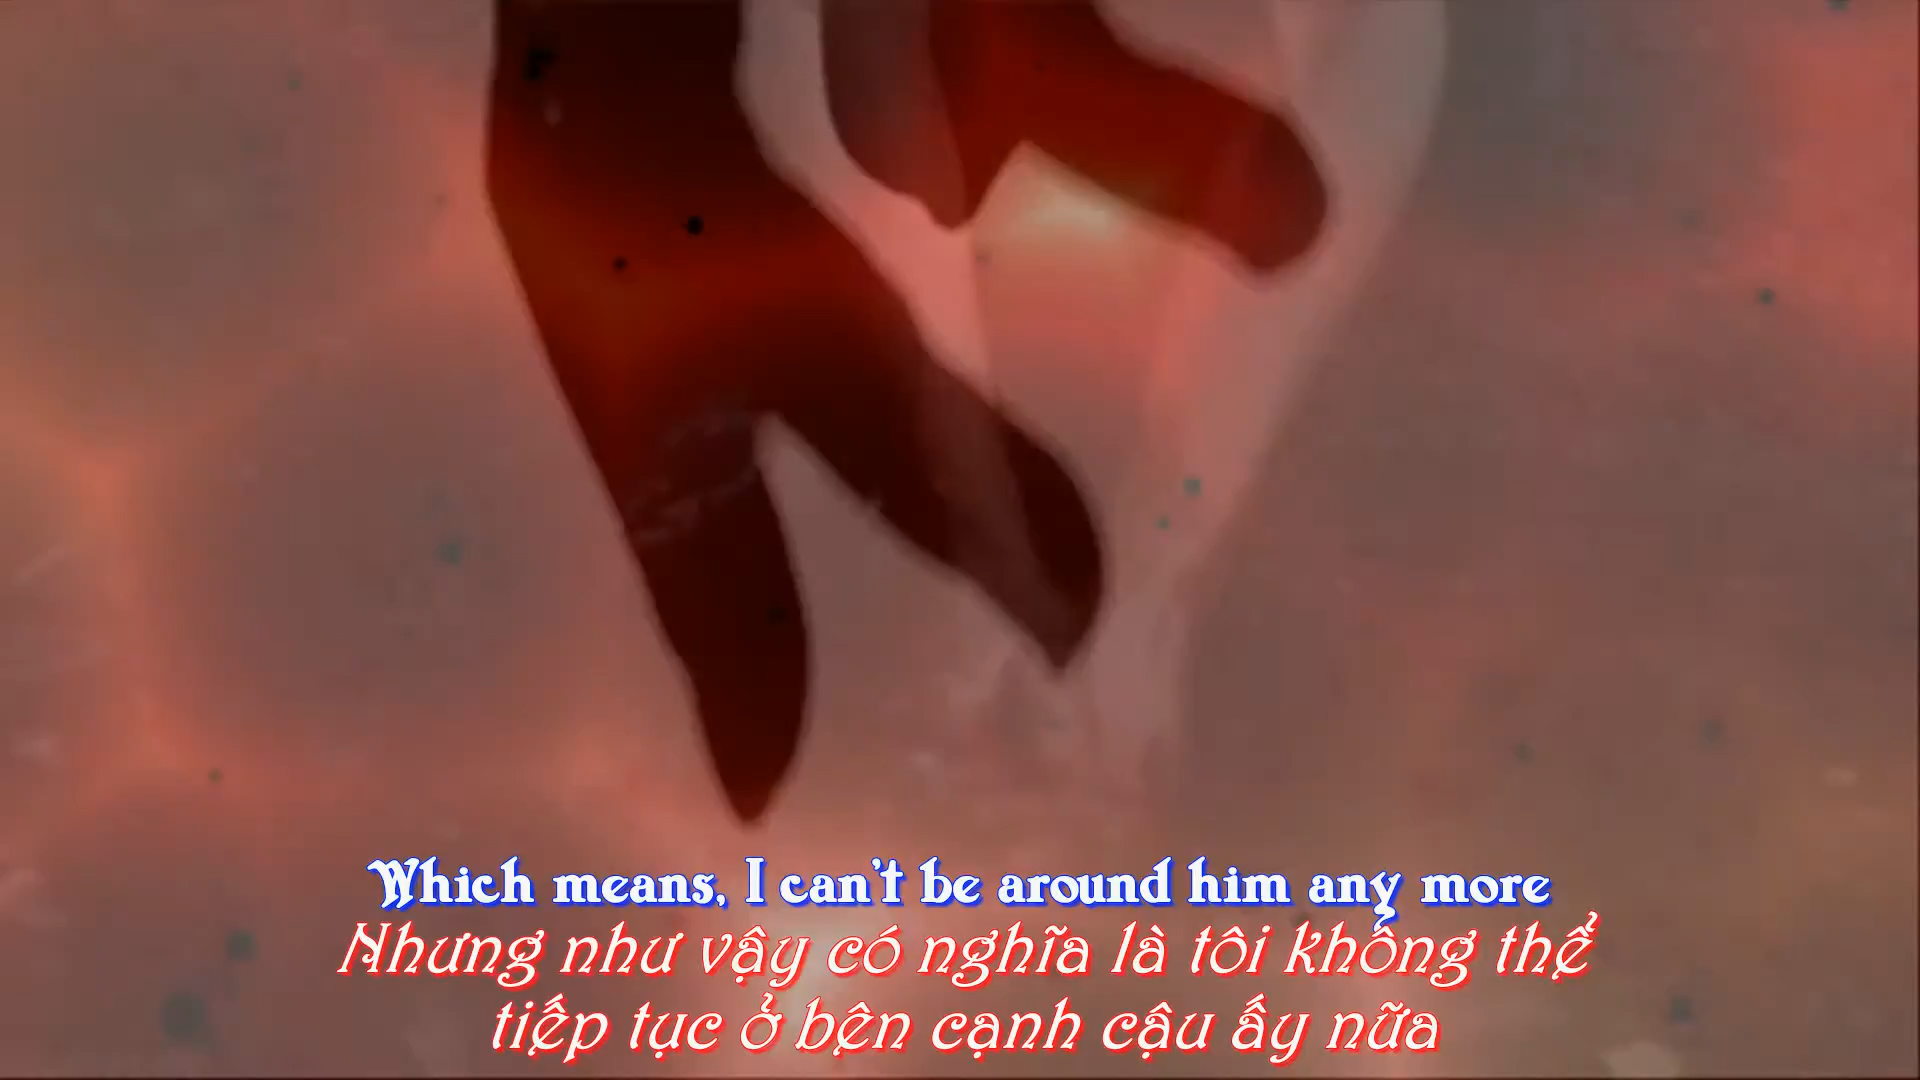 Which means, I can't be around him any more
Nhưng như vậy có nghĩa là tôi không thể
tiếp tục ở bên cạnh cậu ấy nữa